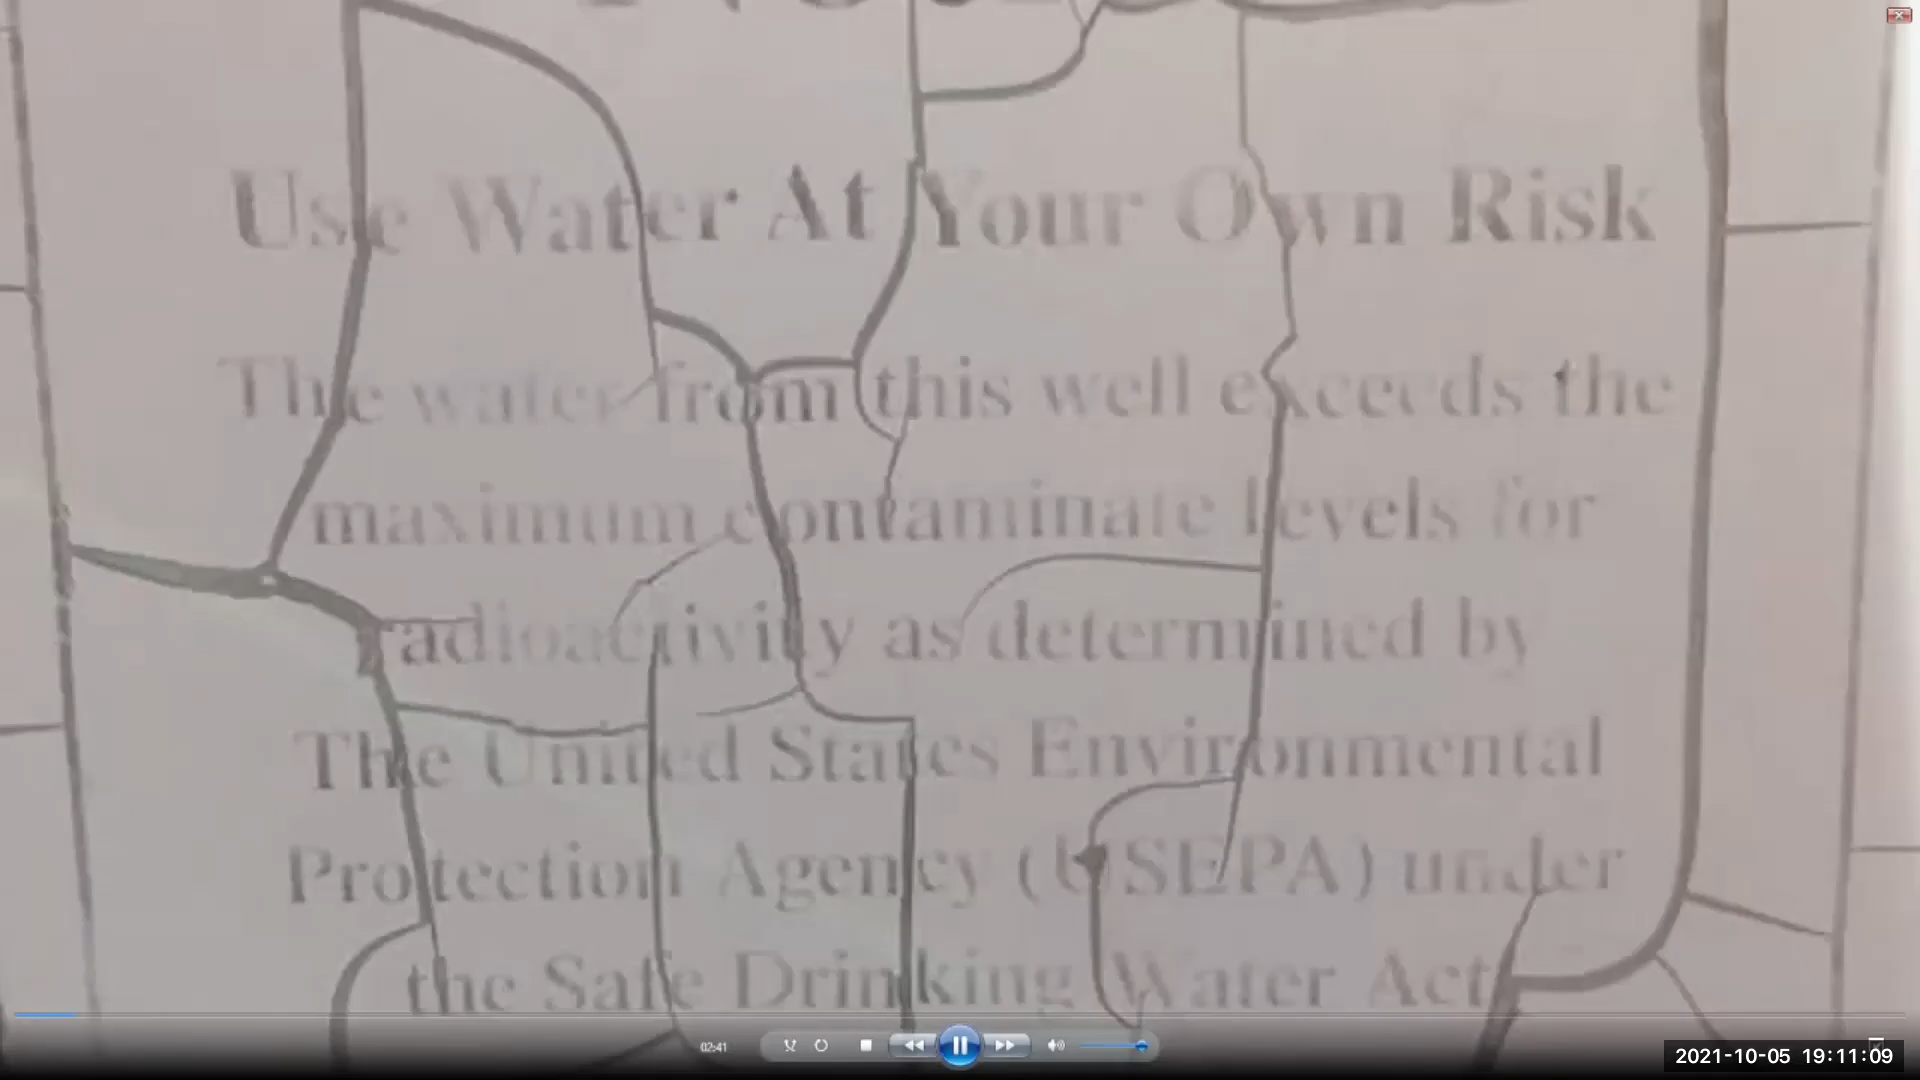 Use Water At Your Own Risk
The water from this well exceeds the
maximum contaminate levels for
radioactivity as determined by
The United States Environmental
Protection Agency (USEPA) under
the Safe Drinking Water Act
02:41
2021-10-05 19:11:09